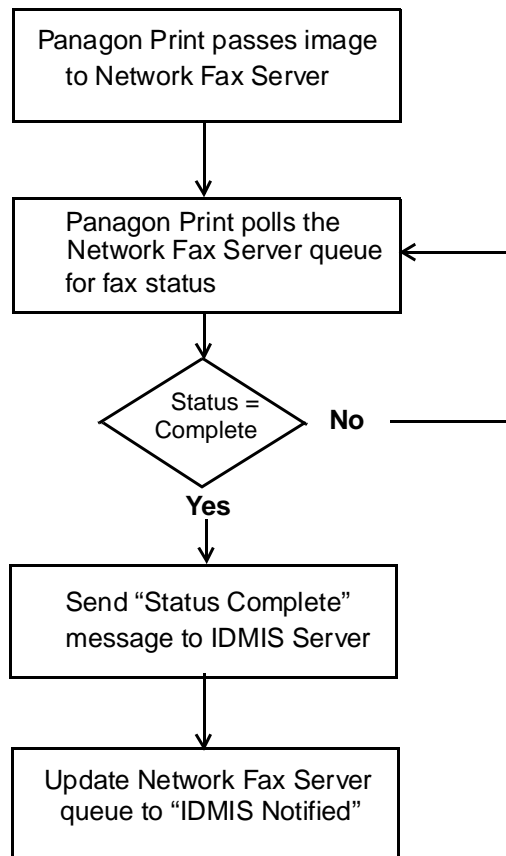 Panagon Print passes image
to Network Fax Server
Panagon Print polls the
Network Fax Server queue
for fax status
Status =
Complete
No
Yes
Send “Status Complete”
message to IDMIS Server
Update Network Fax Server
queue to “IDMIS Notified”